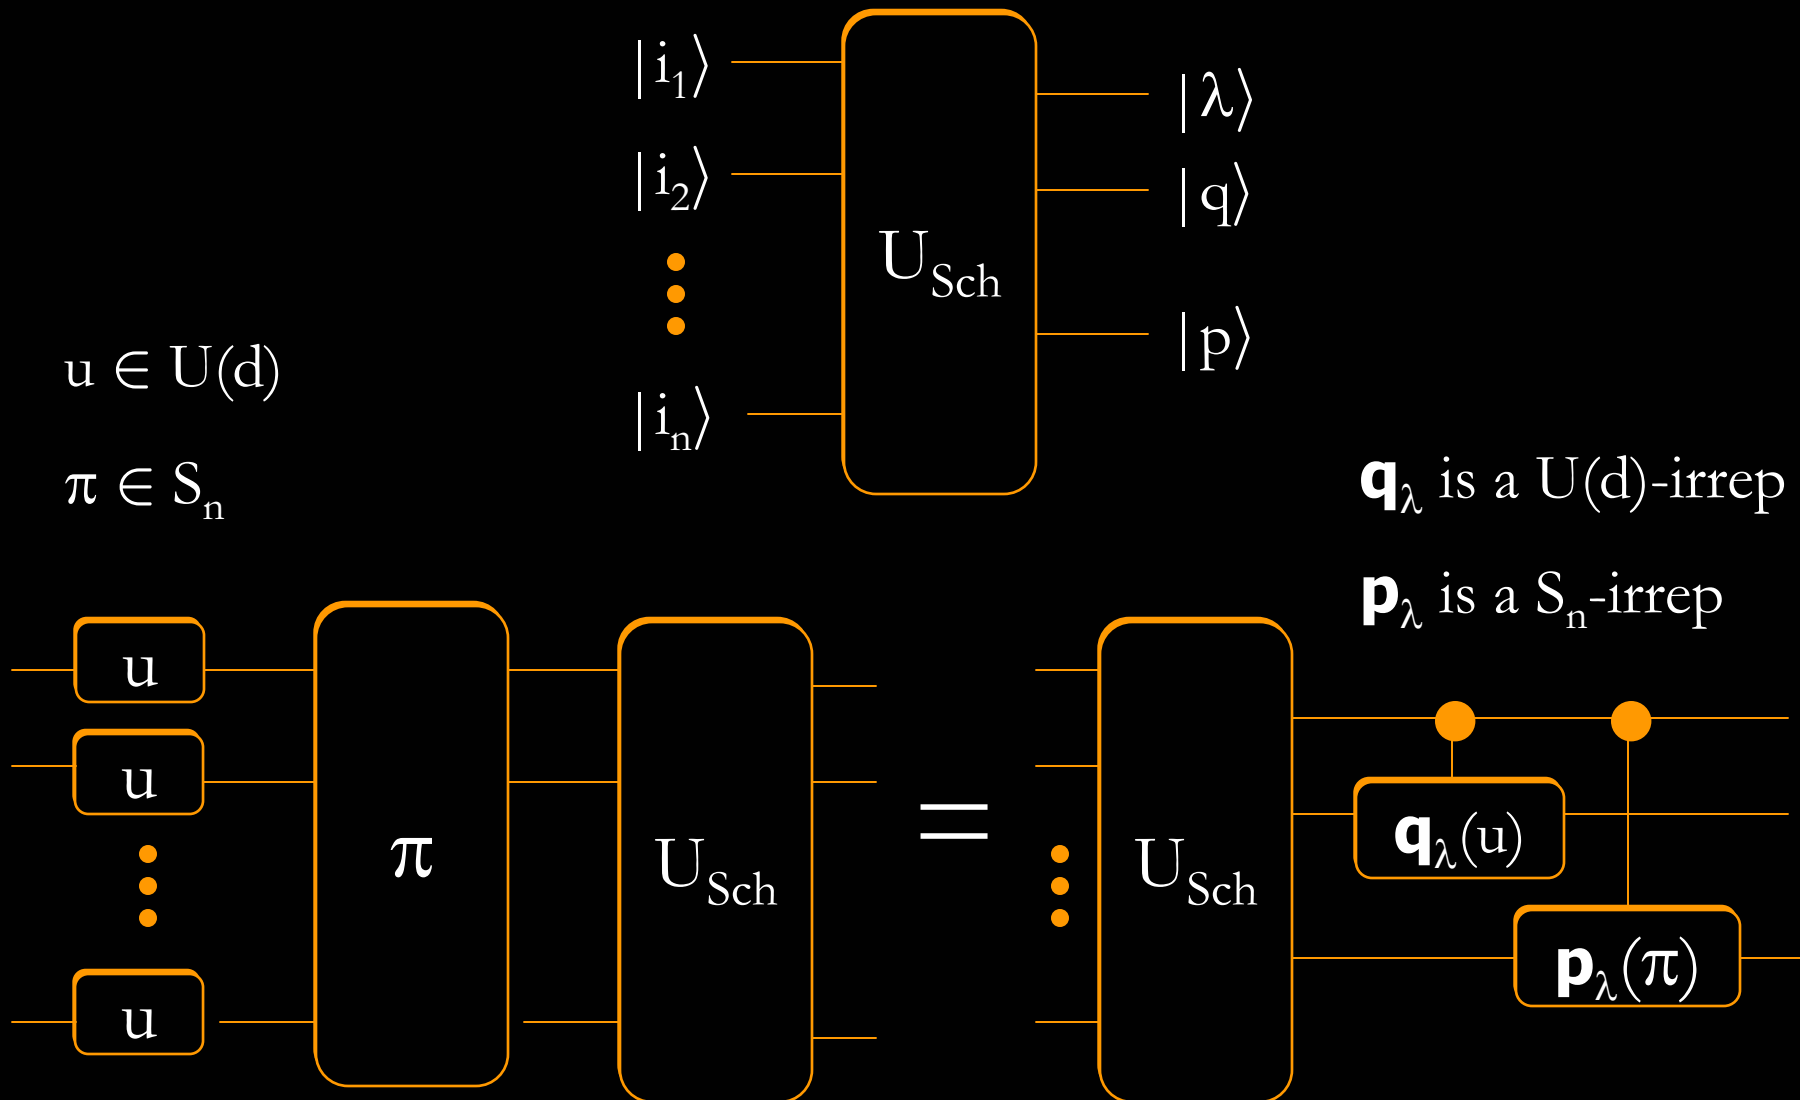 |i₁⟩
|i₂⟩
|iₙ⟩
U_Sch
|λ⟩
|q⟩
|p⟩
u ∈ U(d)
π ∈ Sₙ
q_λ is a U(d)-irrep
p_λ is a Sₙ-irrep
u
u
u
π
U_Sch
=
U_Sch
q_λ(u)
p_λ(π)